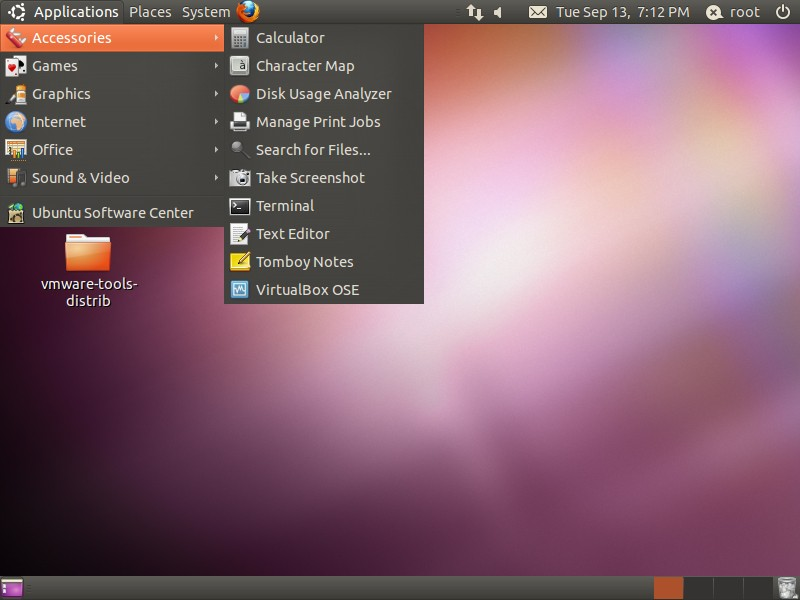 Applications Places System
Tue Sep 13, 7:12 PM root
Accessories
Games
Graphics
Internet
Office
Sound & Video
Ubuntu Software Center
Calculator
Character Map
Disk Usage Analyzer
Manage Print Jobs
Search for Files...
Take Screenshot
Terminal
Text Editor
Tomboy Notes
VirtualBox OSE
vmware-tools-
distrib